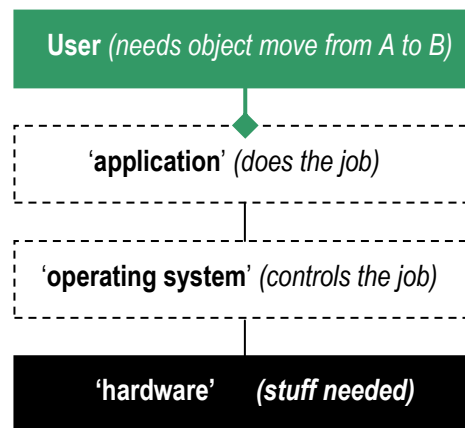 User (needs object move from A to B)
‘application’ (does the job)
‘operating system’ (controls the job)
‘hardware’ (stuff needed)